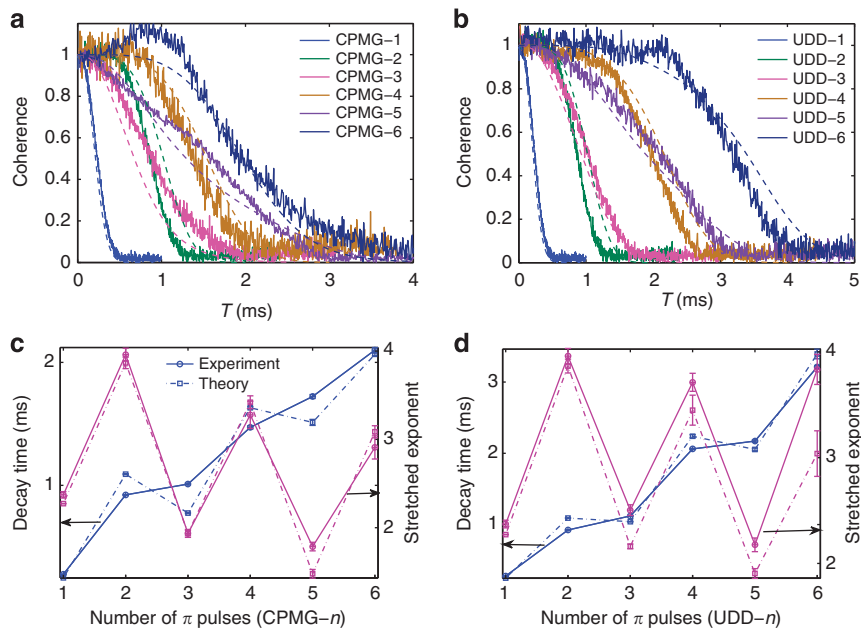 a
CPMG–1
CPMG–2
CPMG–3
CPMG–4
CPMG–5
CPMG–6
Coherence
1
0.8
0.6
0.4
0.2
0
0 1 2 3 4
T (ms)
b
UDD–1
UDD–2
UDD–3
UDD–4
UDD–5
UDD–6
Coherence
1
0.8
0.6
0.4
0.2
0
0 1 2 3 4 5
T (ms)
c
Experiment
Theory
Decay time (ms)
2
1
Stretched exponent
4
3
2
1 2 3 4 5 6
Number of π pulses (CPMG–n)
d
Decay time (ms)
3
2
1
Stretched exponent
4
3
2
1 2 3 4 5 6
Number of π pulses (UDD–n)